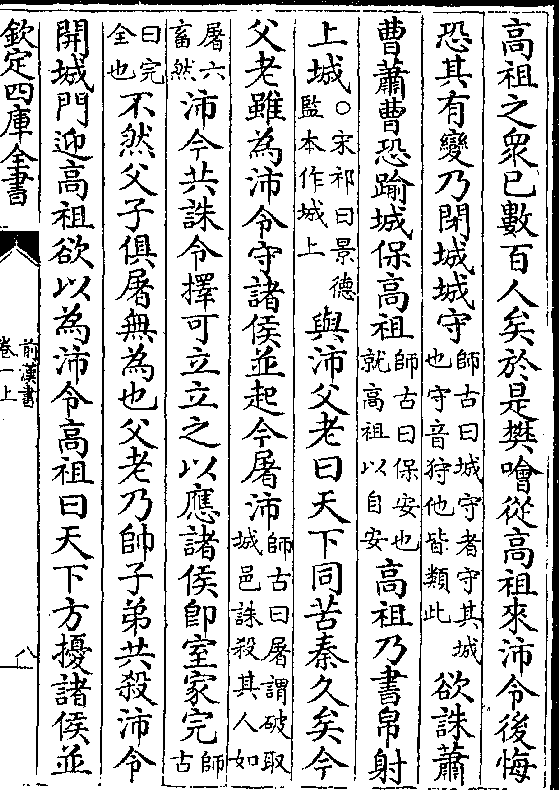 高祖之衆已數百人矣於是樊噲從高祖來沛令後悔
恐其有變乃閉城城守師古曰城守者守其城也守音狩他皆類此欲誅蕭
曹蕭曹恐踰城保高祖師古曰保安也就高祖以自安高祖乃書帛射
上城○宋祁曰景德監本作城上與沛父老曰天下同苦秦久矣今
父老雖為沛令守諸侯並起今屠沛師古曰屠謂破取城邑誅殺其人如
屠六畜然沛今共誅令擇可立立之以應諸侯即室家完師古
曰完全也不然父子俱屠無為也父老乃帥子弟共殺沛令
開城門迎高祖欲以為沛令高祖曰天下方擾諸侯並
欽定四庫全書
前漢書
卷一上
八